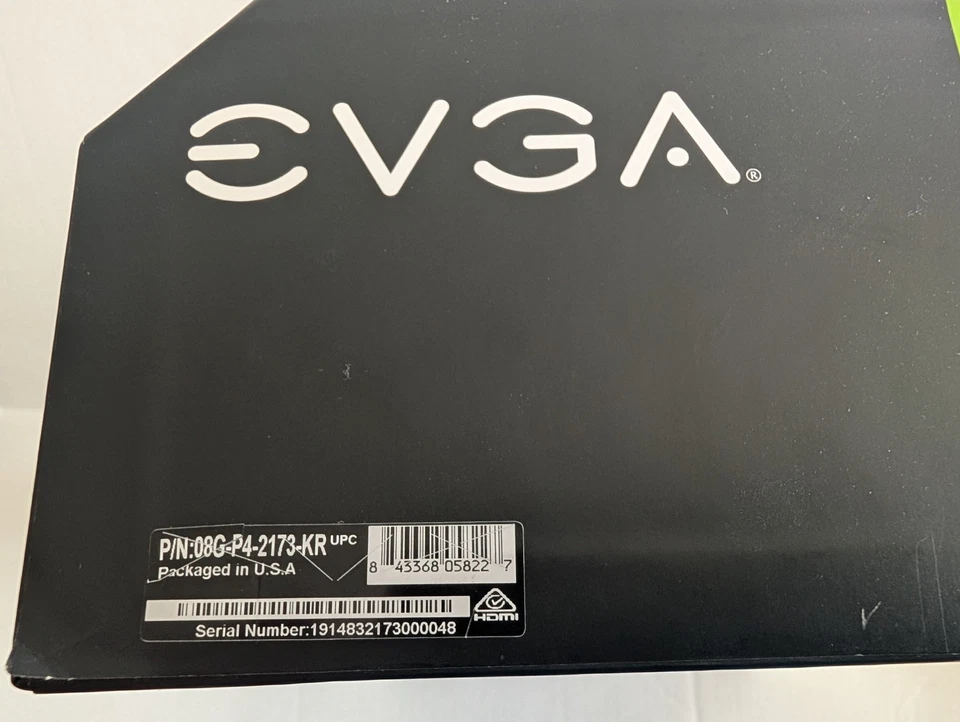 EVGA®
P/N:08G-P4-2173-KR UPC
Packaged in U.S.A
8 43368 05822 7
HDMI
Serial Number:1914832173000048